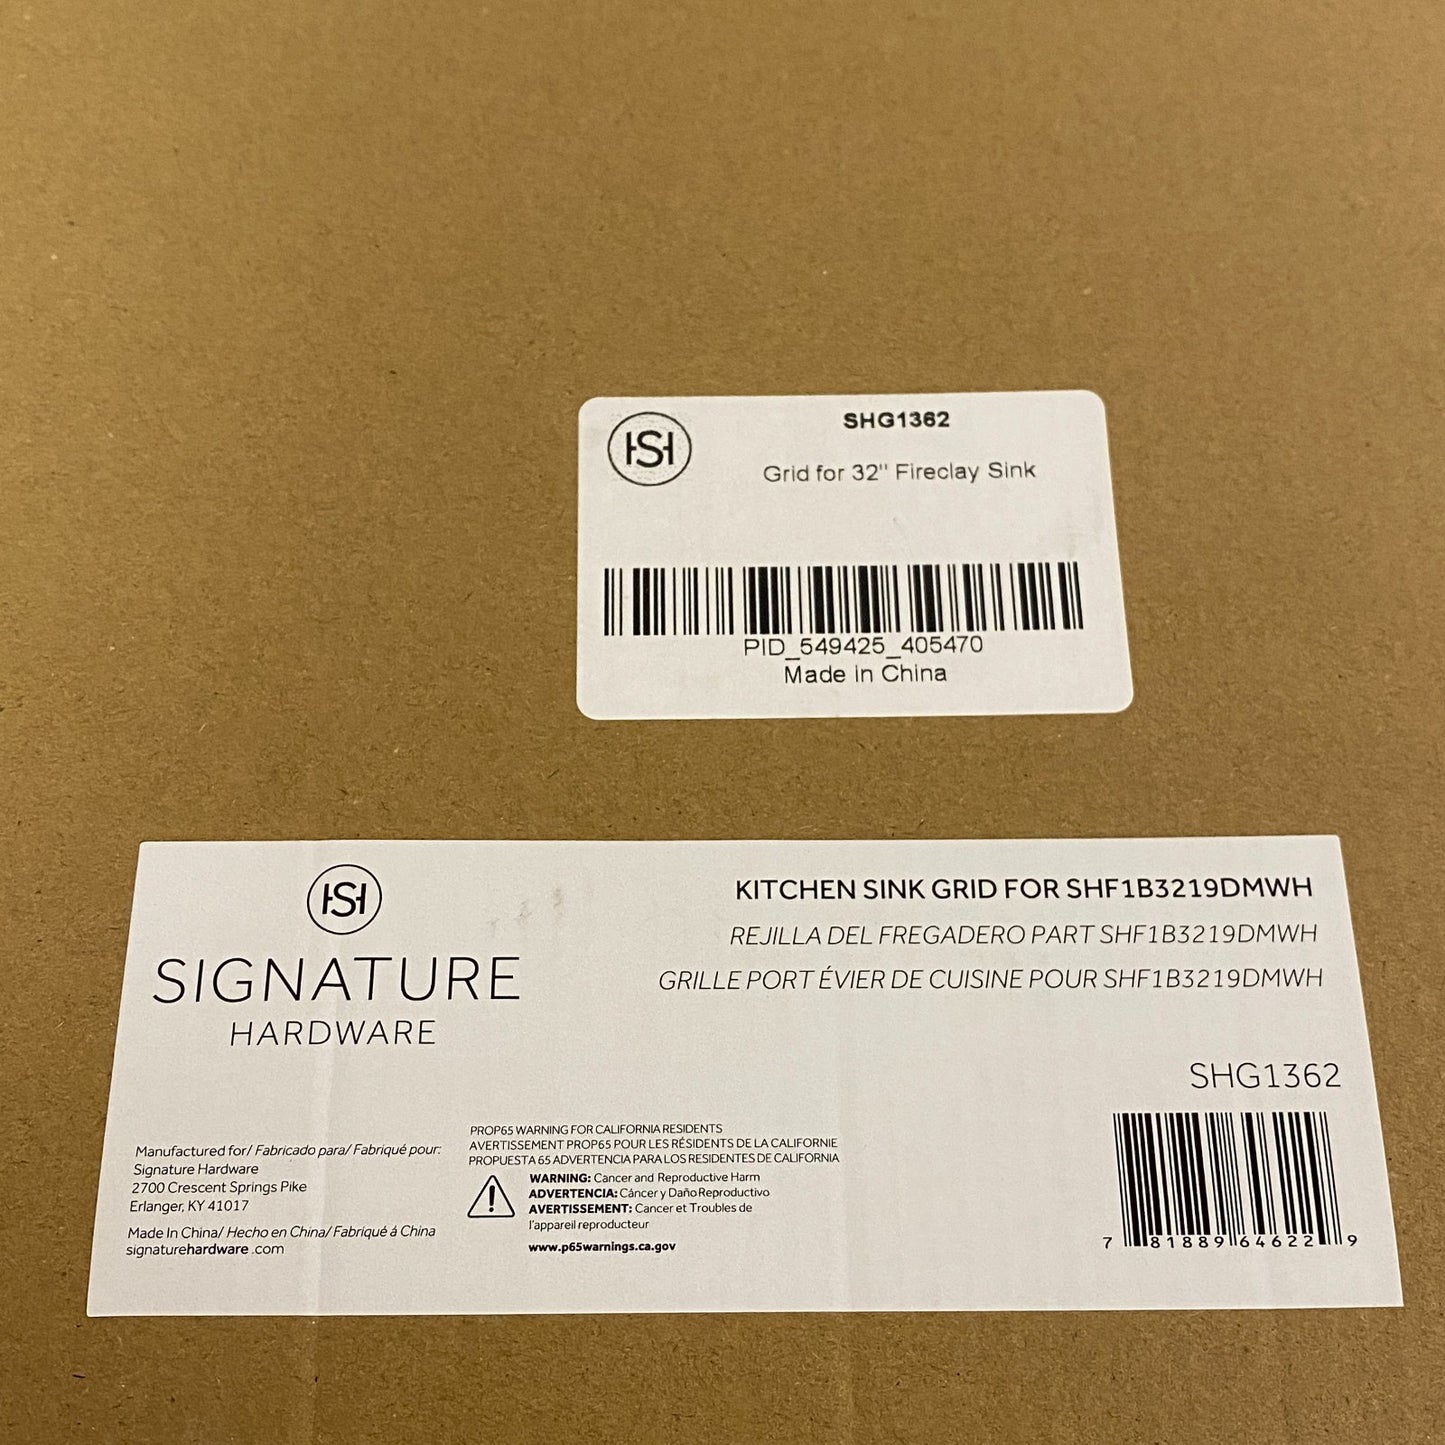 SHG1362
Grid for 32" Fireclay Sink
PID_549425_405470
Made in China
SIGNATURE
HARDWARE
KITCHEN SINK GRID FOR SHF1B3219DMWH
REJILLA DEL FREGADERO PART SHF1B3219DMWH
GRILLE PORT ÉVIER DE CUISINE POUR SHF1B3219DMWH
SHG1362
Manufactured for/ Fabricado para/ Fabriqué pour:
Signature Hardware
2700 Crescent Springs Pike
Erlanger, KY 41017
Made In China/ Hecho en China/ Fabriqué á China
signaturehardware.com
PROP65 WARNING FOR CALIFORNIA RESIDENTS
AVERTISSEMENT PROP65 POUR LES RÉSIDENTS DE LA CALIFORNIE
PROPUESTA 65 ADVERTENCIA PARA LOS RESIDENTES DE CALIFORNIA
WARNING: Cancer and Reproductive Harm
ADVERTENCIA: Cáncer y Daño Reproductivo
AVERTISSEMENT: Cancer et Troubles de
l'appareil reproducteur
www.p65warnings.ca.gov
7 81889 64622 9